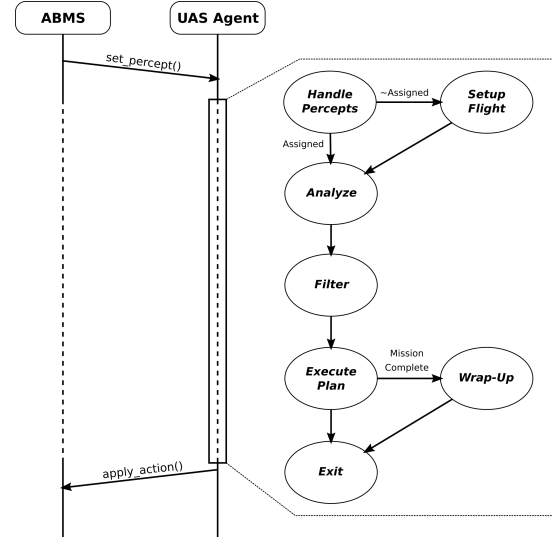 ABMS
UAS Agent
set_percept()
Handle
Percepts
~Assigned
Setup
Flight
Assigned
Analyze
Filter
Execute
Plan
Mission
Complete
Wrap-Up
apply_action()
Exit